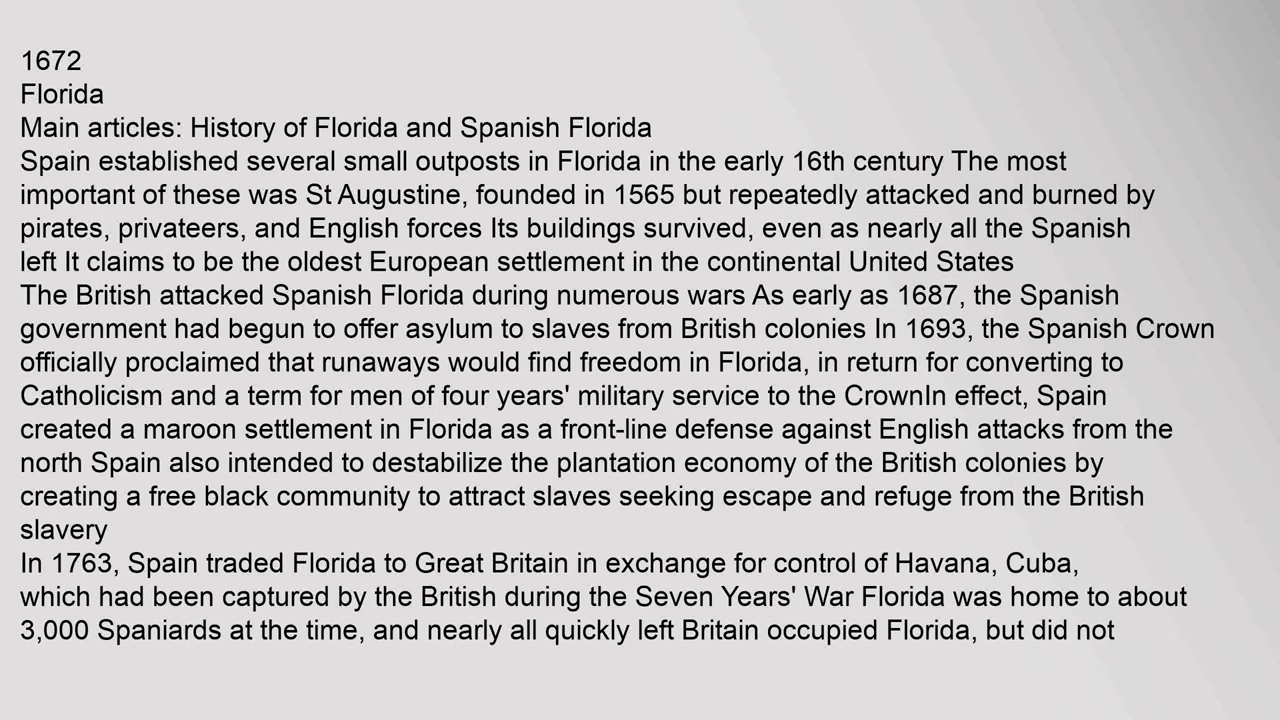 1672
Florida
Main articles: History of Florida and Spanish Florida
Spain established several small outposts in Florida in the early 16th century The most
important of these was St Augustine, founded in 1565 but repeatedly attacked and burned by
pirates, privateers, and English forces Its buildings survived, even as nearly all the Spanish
left It claims to be the oldest European settlement in the continental United States
The British attacked Spanish Florida during numerous wars As early as 1687, the Spanish
government had begun to offer asylum to slaves from British colonies In 1693, the Spanish Crown
officially proclaimed that runaways would find freedom in Florida, in return for converting to
Catholicism and a term for men of four years' military service to the CrownIn effect, Spain
created a maroon settlement in Florida as a front-line defense against English attacks from the
north Spain also intended to destabilize the plantation economy of the British colonies by
creating a free black community to attract slaves seeking escape and refuge from the British
slavery
In 1763, Spain traded Florida to Great Britain in exchange for control of Havana, Cuba,
which had been captured by the British during the Seven Years' War Florida was home to about
3,000 Spaniards at the time, and nearly all quickly left Britain occupied Florida, but did not